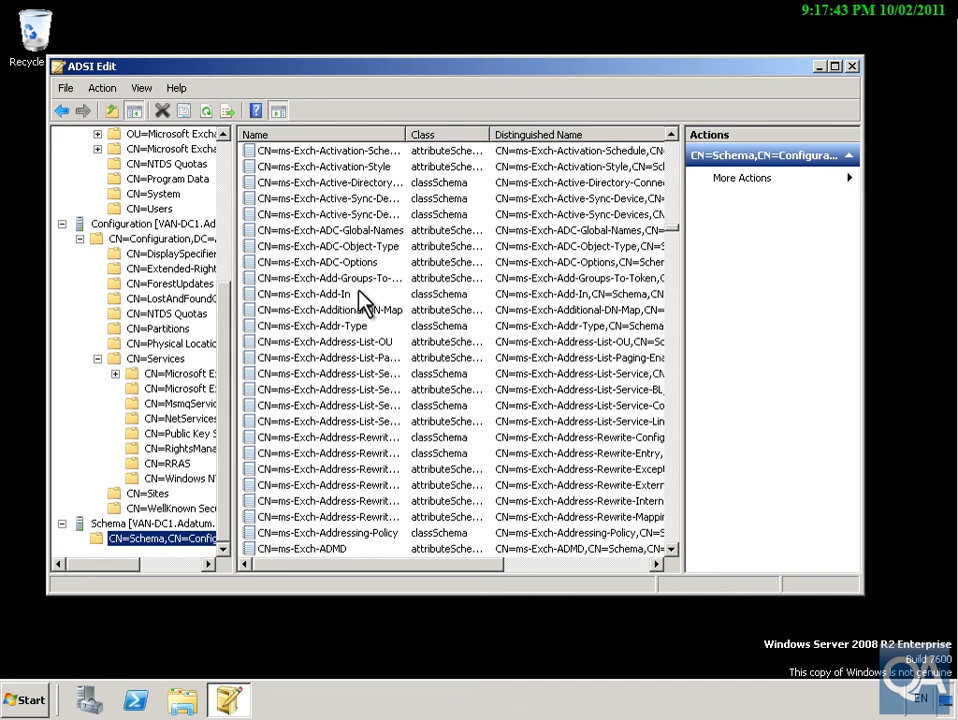 9:17:43 PM 10/02/2011
Recycle
ADSI Edit
File Action View Help
OU=Microsoft Excha
CN=Microsoft Excha
CN=NTDS Quotas
CN=Program Data
CN=System
CN=Users
Configuration [VAN-DC1.Adat
CN=Configuration,DC=
CN=DisplaySpecifier
CN=Extended-Right
CN=ForestUpdates
CN=LostAndFound
CN=NTDS Quotas
CN=Partitions
CN=Physical Locatic
CN=Services
CN=Microsoft E
CN=Microsoft E
CN=MsmqServic
CN=NetServices
CN=Public Key S
CN=RightsMana
CN=RRAS
CN=Windows N
CN=Sites
CN=WellKnown Sec
Schema [VAN-DC1.Adatum.
CN=Schema,CN=Config
Name Class Distinguished Name
CN=ms-Exch-Activation-Sche... attributeSche... CN=ms-Exch-Activation-Schedule,CN
CN=ms-Exch-Activation-Style attributeSche... CN=ms-Exch-Activation-Style,CN=Sc
CN=ms-Exch-Active-Directory... classSchema CN=ms-Exch-Active-Directory-Conne
CN=ms-Exch-Active-Sync-De... classSchema CN=ms-Exch-Active-Sync-Device,CN=
CN=ms-Exch-Active-Sync-De... classSchema CN=ms-Exch-Active-Sync-Devices,CN
CN=ms-Exch-ADC-Global-Names attributeSche... CN=ms-Exch-ADC-Global-Names,CN=
CN=ms-Exch-ADC-Object-Type attributeSche... CN=ms-Exch-ADC-Object-Type,CN=S
CN=ms-Exch-ADC-Options attributeSche... CN=ms-Exch-ADC-Options,CN=Scher
CN=ms-Exch-Add-Groups-To-... attributeSche... CN=ms-Exch-Add-Groups-To-Token,C
CN=ms-Exch-Add-In classSchema CN=ms-Exch-Add-In,CN=Schema,CN
CN=ms-Exch-Additional-DN-Map attributeSche... CN=ms-Exch-Additional-DN-Map,CN=
CN=ms-Exch-Addr-Type classSchema CN=ms-Exch-Addr-Type,CN=Schema
CN=ms-Exch-Address-List-OU attributeSche... CN=ms-Exch-Address-List-OU,CN=Sc
CN=ms-Exch-Address-List-Pa... attributeSche... CN=ms-Exch-Address-List-Paging-Ena
CN=ms-Exch-Address-List-Se... classSchema CN=ms-Exch-Address-List-Service,CN
CN=ms-Exch-Address-List-Se... attributeSche... CN=ms-Exch-Address-List-Service-BL
CN=ms-Exch-Address-List-Se... classSchema CN=ms-Exch-Address-List-Service-Co
CN=ms-Exch-Address-List-Se... attributeSche... CN=ms-Exch-Address-List-Service-Lin
CN=ms-Exch-Address-Rewrit... classSchema CN=ms-Exch-Address-Rewrite-Config
CN=ms-Exch-Address-Rewrit... classSchema CN=ms-Exch-Address-Rewrite-Entry,
CN=ms-Exch-Address-Rewrit... attributeSche... CN=ms-Exch-Address-Rewrite-Excep
CN=ms-Exch-Address-Rewrit... attributeSche... CN=ms-Exch-Address-Rewrite-Exterr
CN=ms-Exch-Address-Rewrit... attributeSche... CN=ms-Exch-Address-Rewrite-Intern
CN=ms-Exch-Address-Rewrit... attributeSche... CN=ms-Exch-Address-Rewrite-Mappir
CN=ms-Exch-Addressing-Policy classSchema CN=ms-Exch-Addressing-Policy,CN=S
CN=ms-Exch-ADMD attributeSche... CN=ms-Exch-ADMD,CN=Schema,CN=
Actions
CN=Schema,CN=Configura...
More Actions
Windows Server 2008 R2 Enterprise
Build 7600
This copy of Windows is not genuine
QA
Start
EN